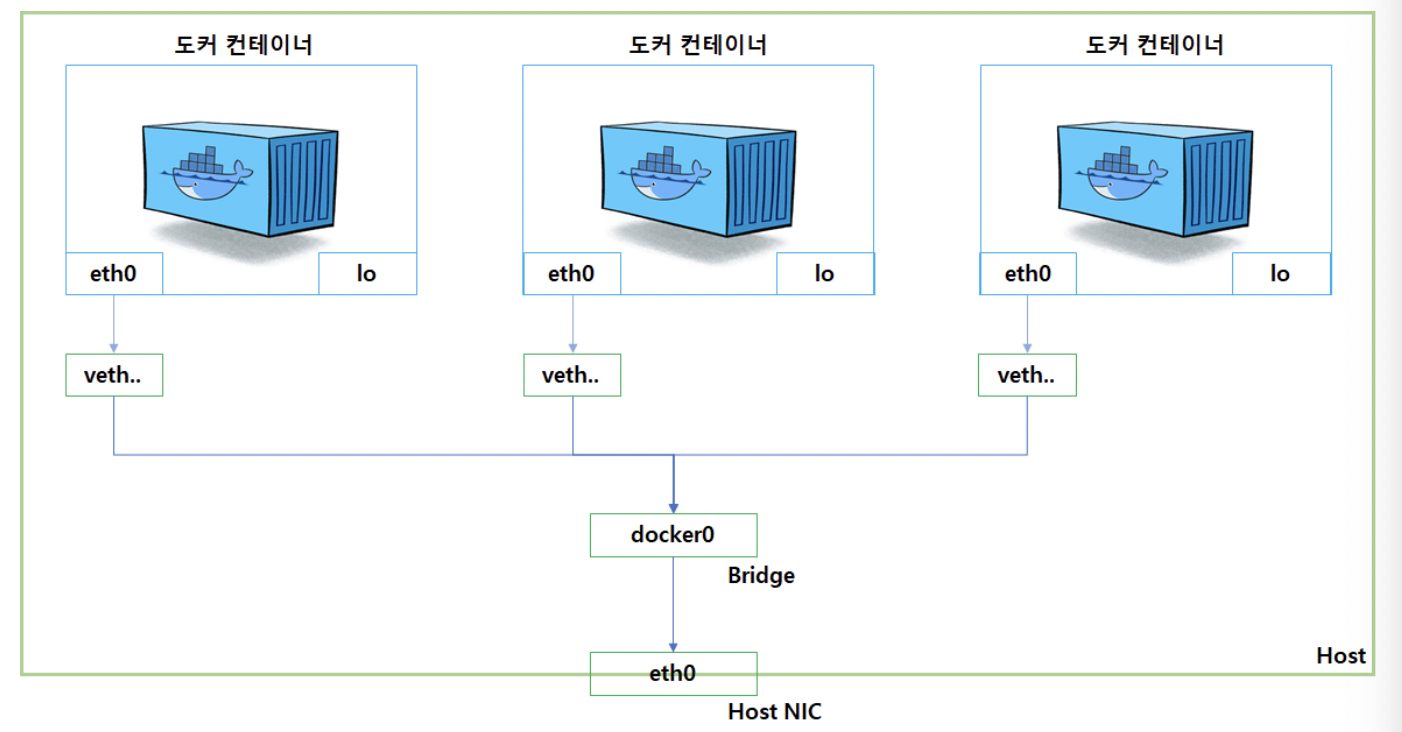 도커 컨테이너
도커 컨테이너
도커 컨테이너
eth0
lo
eth0
lo
eth0
lo
veth..
veth..
veth..
docker0
Bridge
Host
eth0
Host NIC